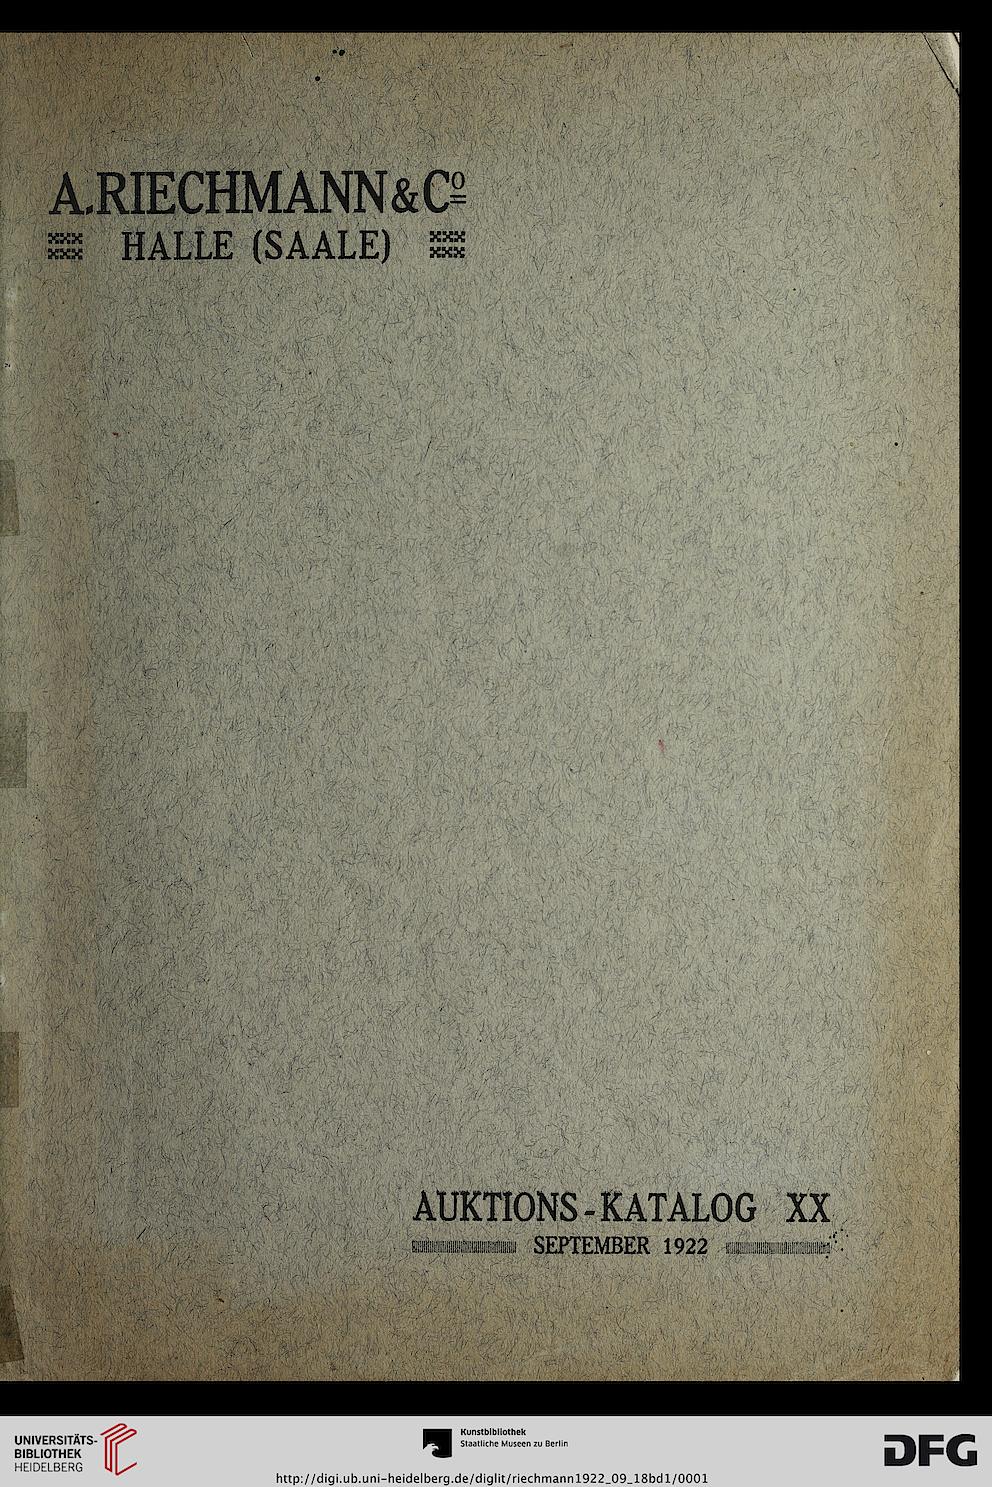 A.RIECHMANN & Cº
HALLE (SAALE)
AUKTIONS-KATALOG XX
SEPTEMBER 1922
UNIVERSITÄTS-
BIBLIOTHEK
HEIDELBERG
Kunstbibliothek
Staatliche Museen zu Berlin
DFG
http://digi.ub.uni-heidelberg.de/diglit/riechmann1922_09_18bd1/0001